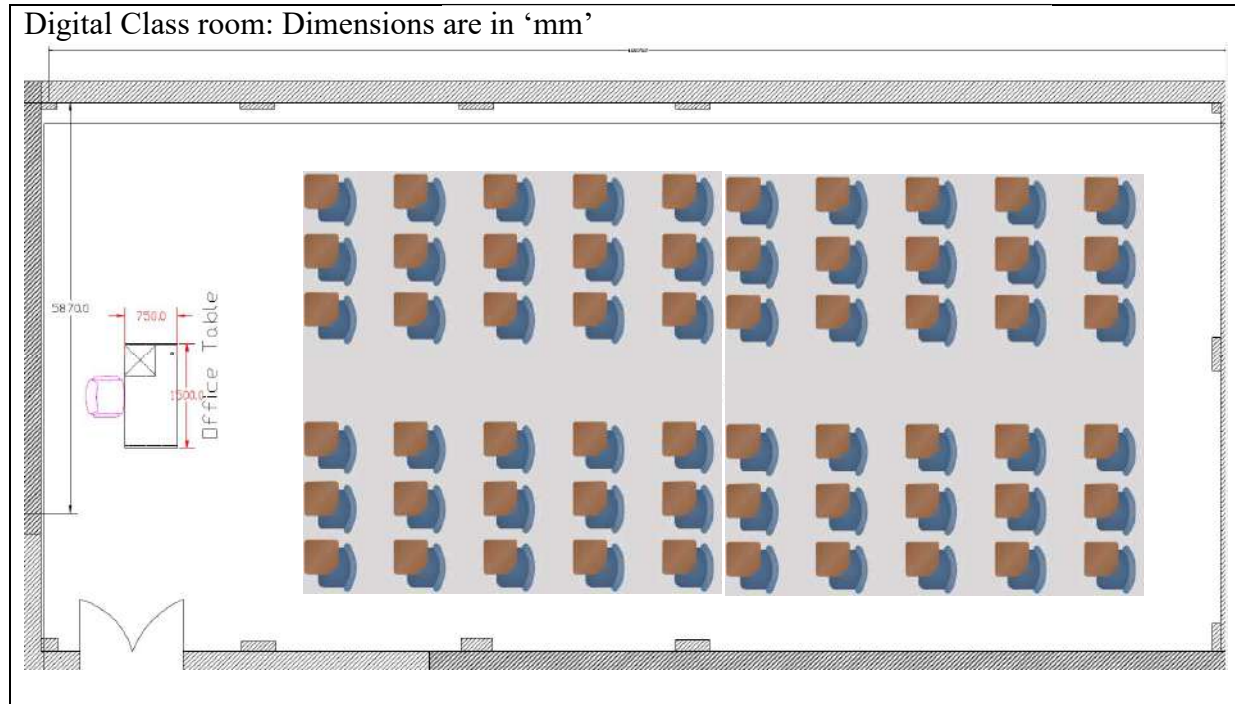 Digital Class room: Dimensions are in ‘mm’
5870.0
750.0
1500.0
Office Table